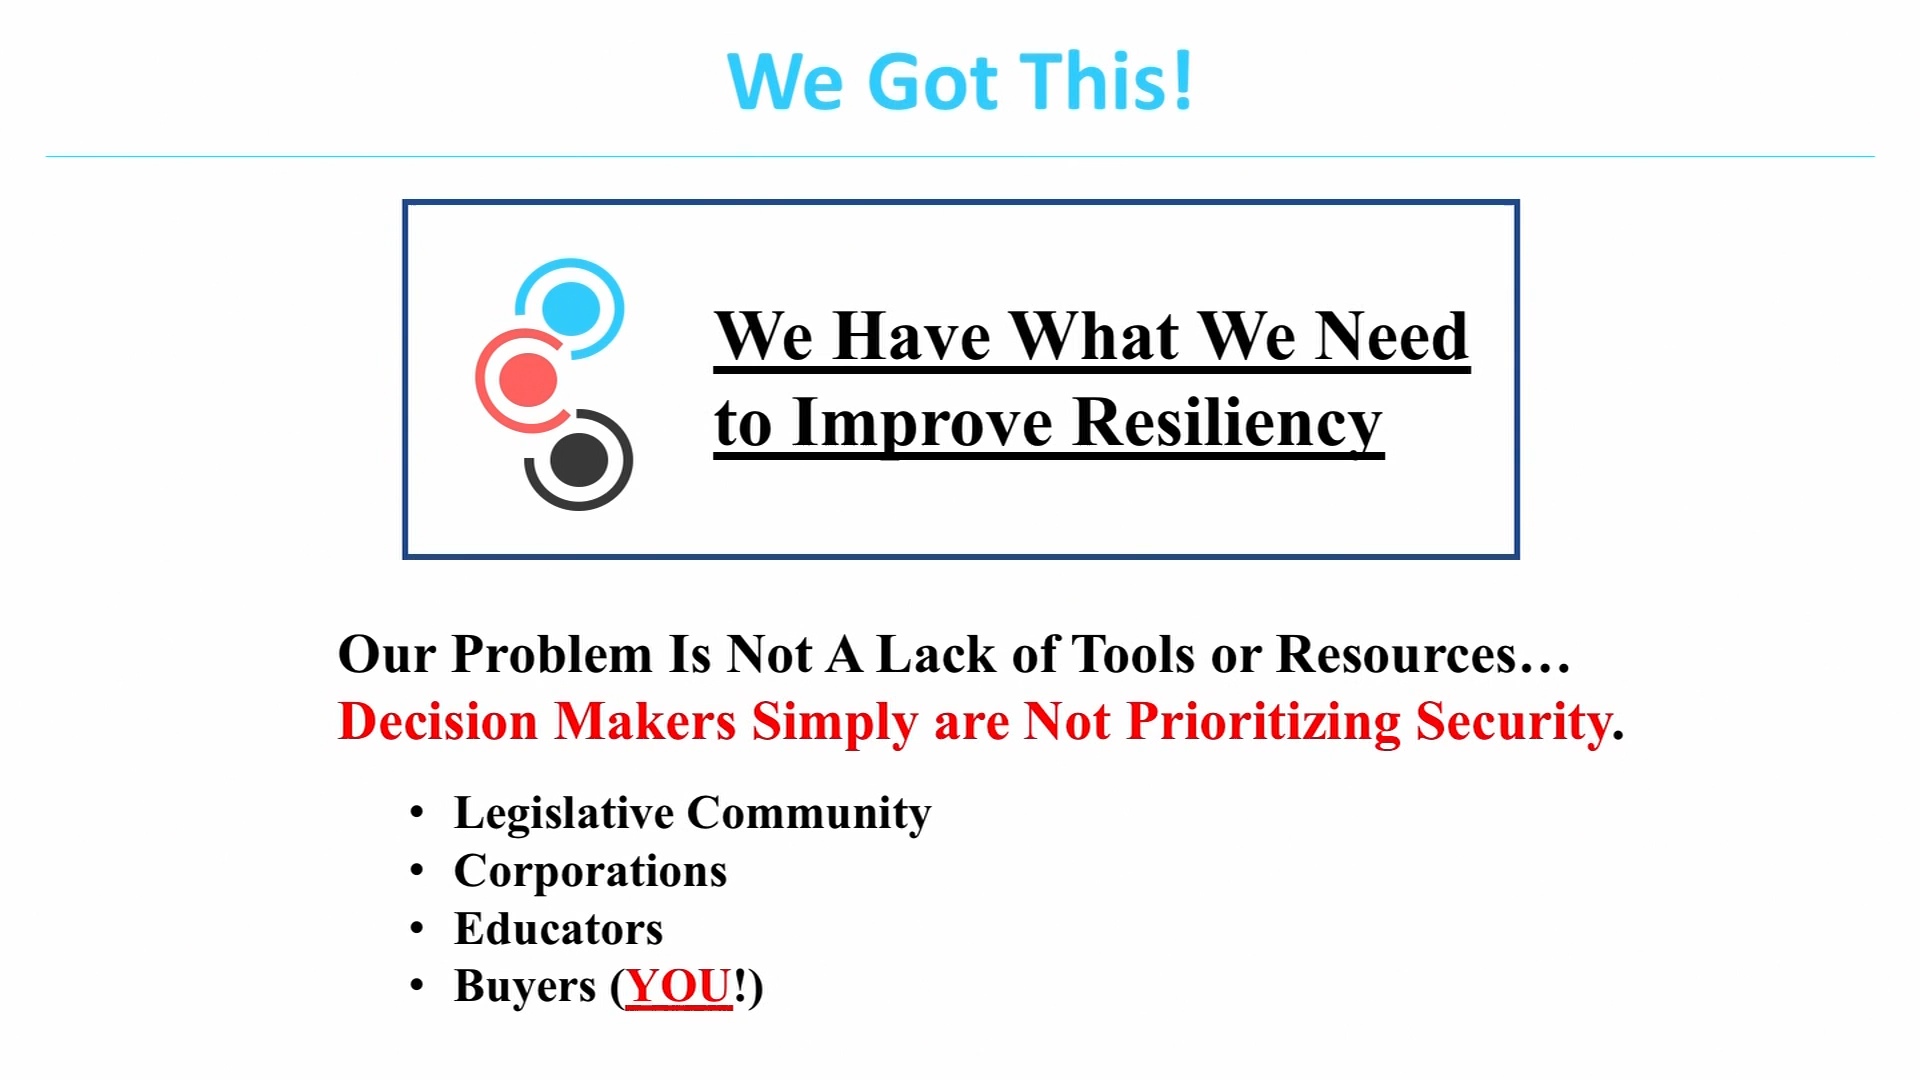 We Got This!
We Have What We Need
to Improve Resiliency
Our Problem Is Not A Lack of Tools or Resources…
Decision Makers Simply are Not Prioritizing Security.
• Legislative Community
• Corporations
• Educators
• Buyers (YOU!)